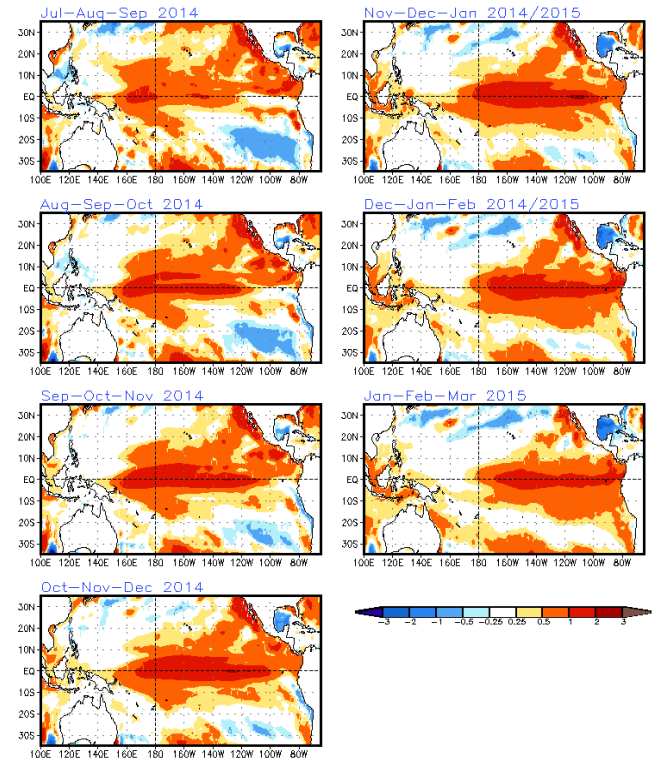 Jul-Aug-Sep 2014
30N
20N
10N
EQ
10S
20S
30S
100E 120E 140E 160E 180 160W 140W 120W 100W 80W
Aug-Sep-Oct 2014
30N
20N
10N
EQ
10S
20S
30S
100E 120E 140E 160E 180 160W 140W 120W 100W 80W
Sep-Oct-Nov 2014
30N
20N
10N
EQ
10S
20S
30S
100E 120E 140E 160E 180 160W 140W 120W 100W 80W
Oct-Nov-Dec 2014
30N
20N
10N
EQ
10S
20S
30S
100E 120E 140E 160E 180 160W 140W 120W 100W 80W
Nov-Dec-Jan 2014/2015
30N
20N
10N
EQ
10S
20S
30S
100E 120E 140E 160E 180 160W 140W 120W 100W 80W
Dec-Jan-Feb 2014/2015
30N
20N
10N
EQ
10S
20S
30S
100E 120E 140E 160E 180 160W 140W 120W 100W 80W
Jan-Feb-Mar 2015
30N
20N
10N
EQ
10S
20S
30S
100E 120E 140E 160E 180 160W 140W 120W 100W 80W
-3 -2 -1 -0.5 -0.25 0.25 0.5 1 2 3